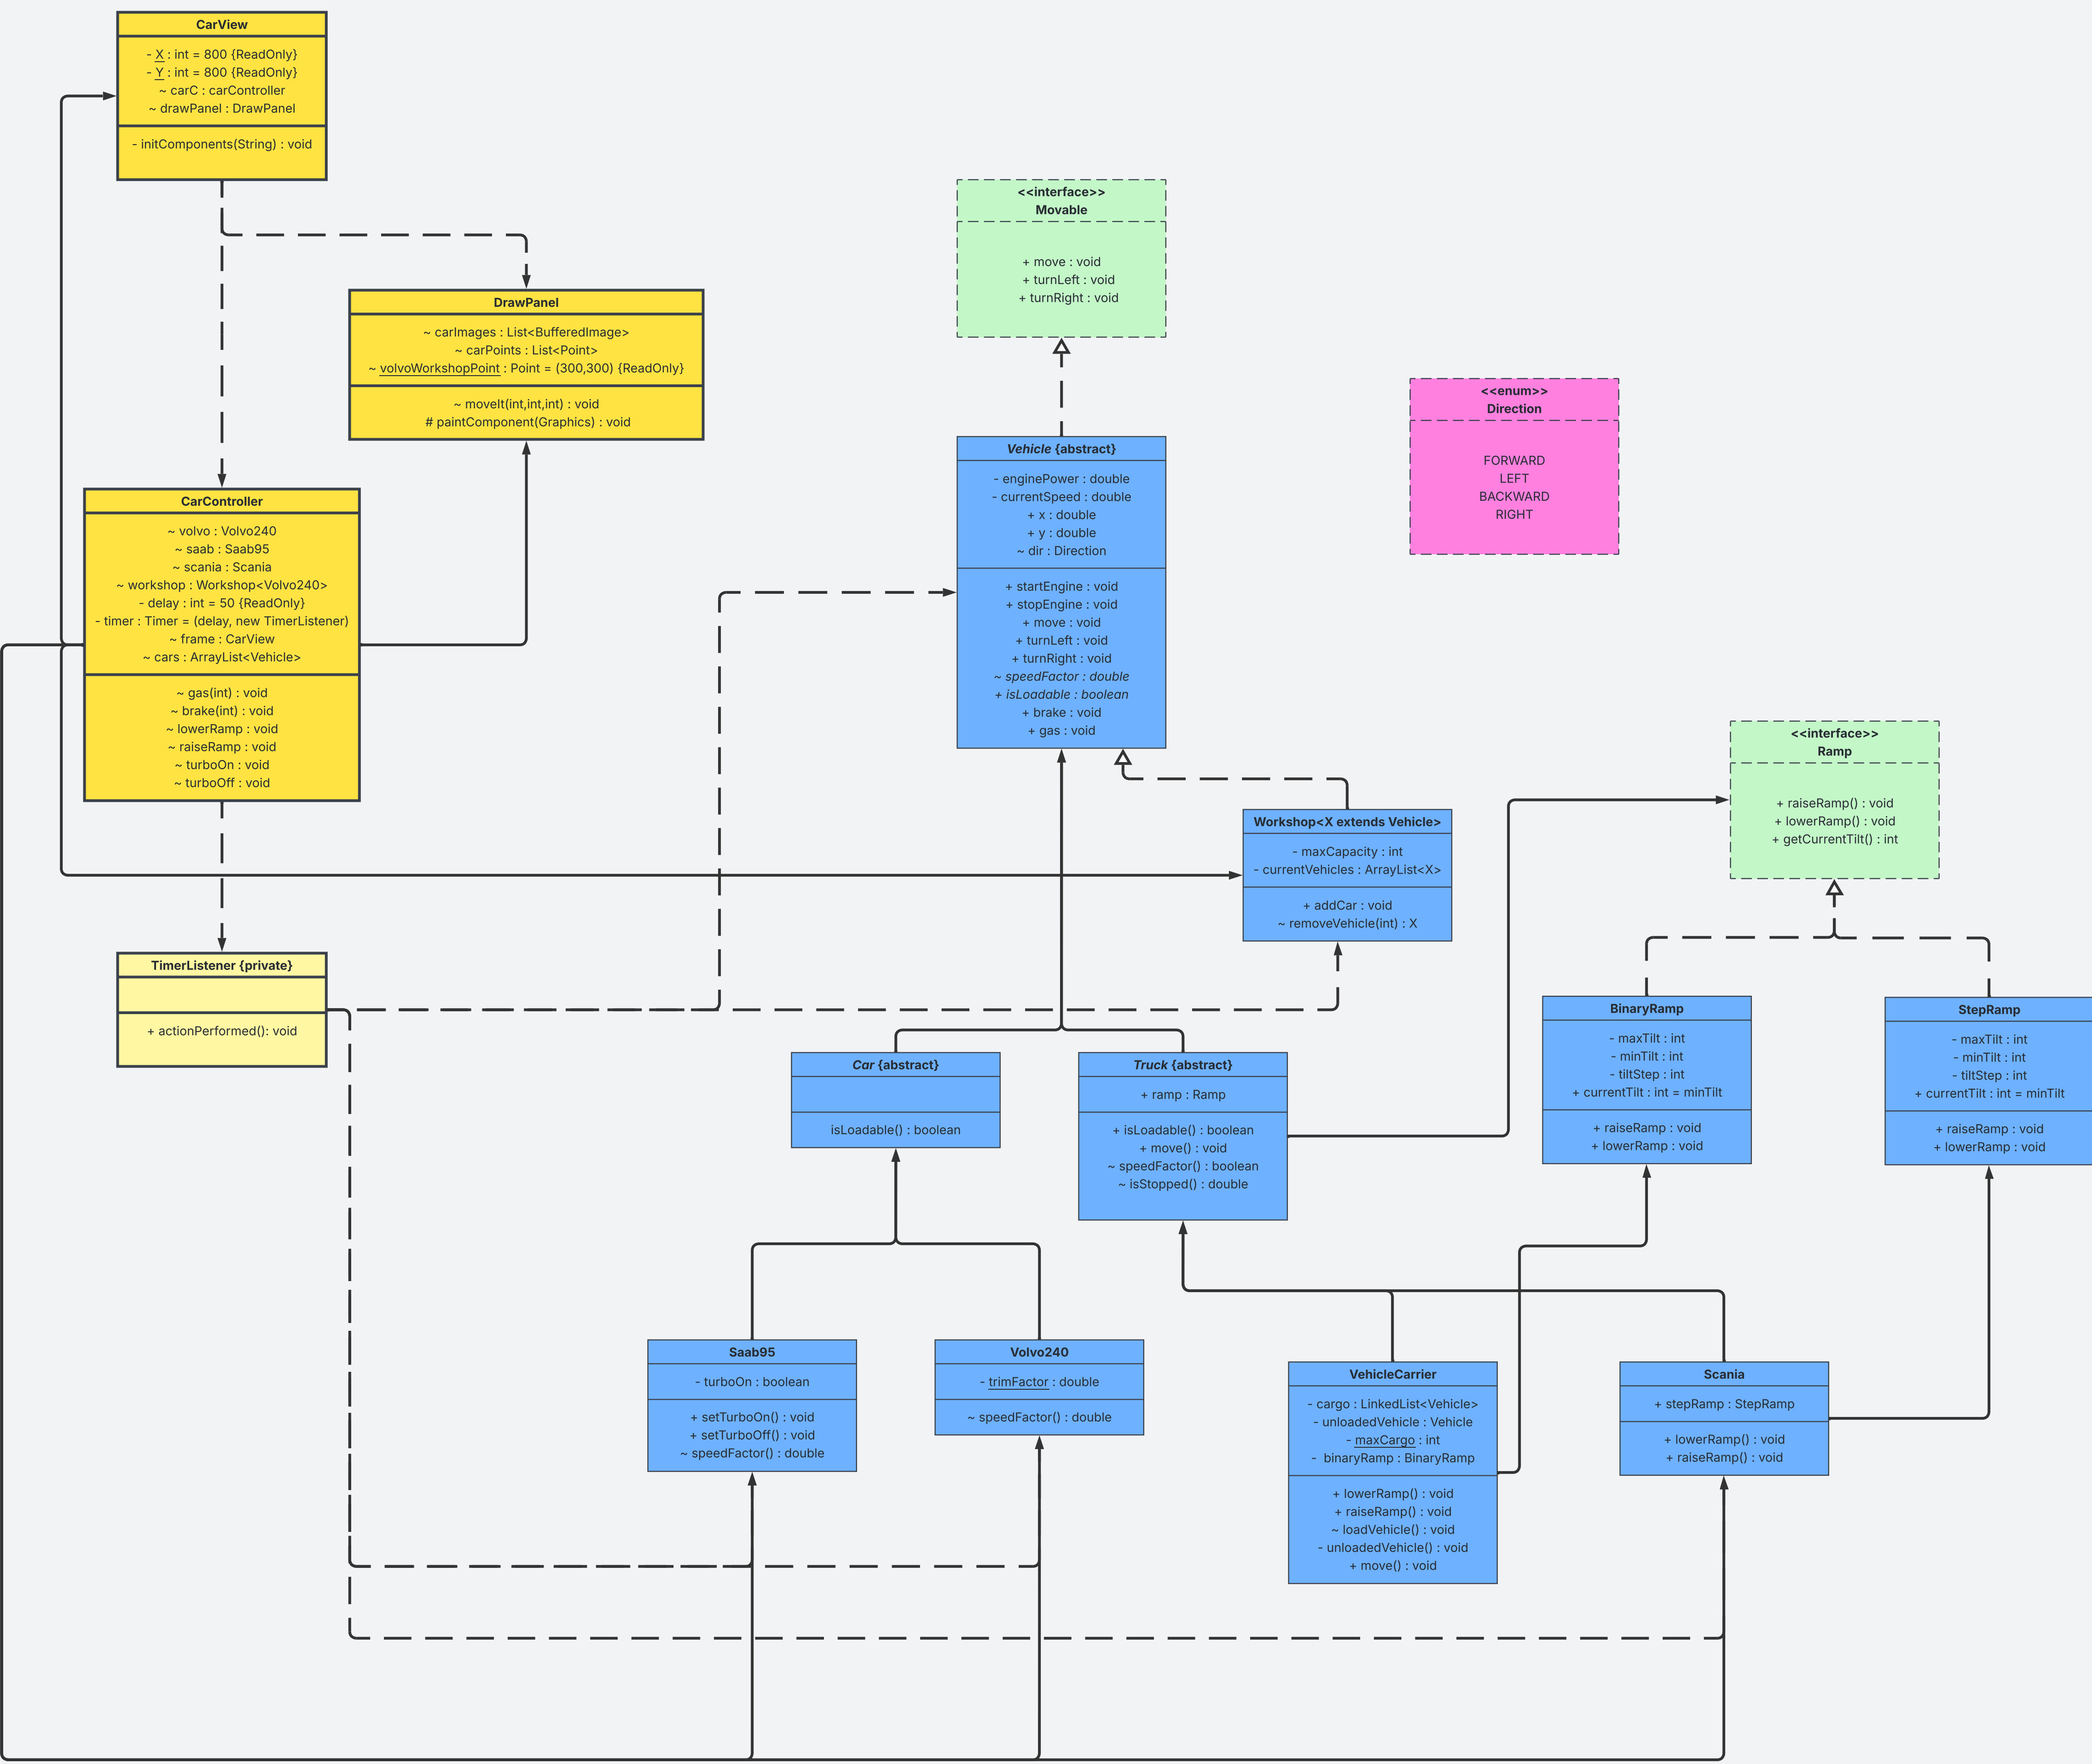 CarView
- X : int = 800 {ReadOnly}
- Y : int = 800 {ReadOnly}
~ carC : carController
~ drawPanel : DrawPanel
- initComponents(String) : void
<<interface>>
Movable
+ move : void
+ turnLeft : void
+ turnRight : void
DrawPanel
~ carImages : List<BufferedImage>
~ carPoints : List<Point>
~ volvoWorkshopPoint : Point = (300,300) {ReadOnly}
~ moveIt(int,int,int) : void
# paintComponent(Graphics) : void
<<enum>>
Direction
FORWARD
LEFT
BACKWARD
RIGHT
Vehicle {abstract}
- enginePower : double
- currentSpeed : double
+ x : double
+ y : double
~ dir : Direction
+ startEngine : void
+ stopEngine : void
+ move : void
+ turnLeft : void
+ turnRight : void
~ speedFactor : double
+ isLoadable : boolean
+ brake : void
+ gas : void
CarController
~ volvo : Volvo240
~ saab : Saab95
~ scania : Scania
~ workshop : Workshop<Volvo240>
- delay : int = 50 {ReadOnly}
- timer : Timer = (delay, new TimerListener)
~ frame : CarView
~ cars : ArrayList<Vehicle>
~ gas(int) : void
~ brake(int) : void
~ lowerRamp : void
~ raiseRamp : void
~ turboOn : void
~ turboOff : void
<<interface>>
Ramp
+ raiseRamp() : void
+ lowerRamp() : void
+ getCurrentTilt() : int
Workshop<X extends Vehicle>
- maxCapacity : int
- currentVehicles : ArrayList<X>
+ addCar : void
~ removeVehicle(int) : X
TimerListener {private}
+ actionPerformed(): void
BinaryRamp
- maxTilt : int
- minTilt : int
- tiltStep : int
+ currentTilt : int = minTilt
+ raiseRamp : void
+ lowerRamp : void
StepRamp
- maxTilt : int
- minTilt : int
- tiltStep : int
+ currentTilt : int = minTilt
+ raiseRamp : void
+ lowerRamp : void
Car {abstract}
isLoadable() : boolean
Truck {abstract}
+ ramp : Ramp
+ isLoadable() : boolean
+ move() : void
~ speedFactor() : boolean
~ isStopped() : double
Saab95
- turboOn : boolean
+ setTurboOn() : void
+ setTurboOff() : void
~ speedFactor() : double
Volvo240
- trimFactor : double
~ speedFactor() : double
VehicleCarrier
- cargo : LinkedList<Vehicle>
- unloadedVehicle : Vehicle
- maxCargo : int
- binaryRamp : BinaryRamp
+ lowerRamp() : void
+ raiseRamp() : void
~ loadVehicle() : void
- unloadedVehicle() : void
+ move() : void
Scania
+ stepRamp : StepRamp
+ lowerRamp() : void
+ raiseRamp() : void